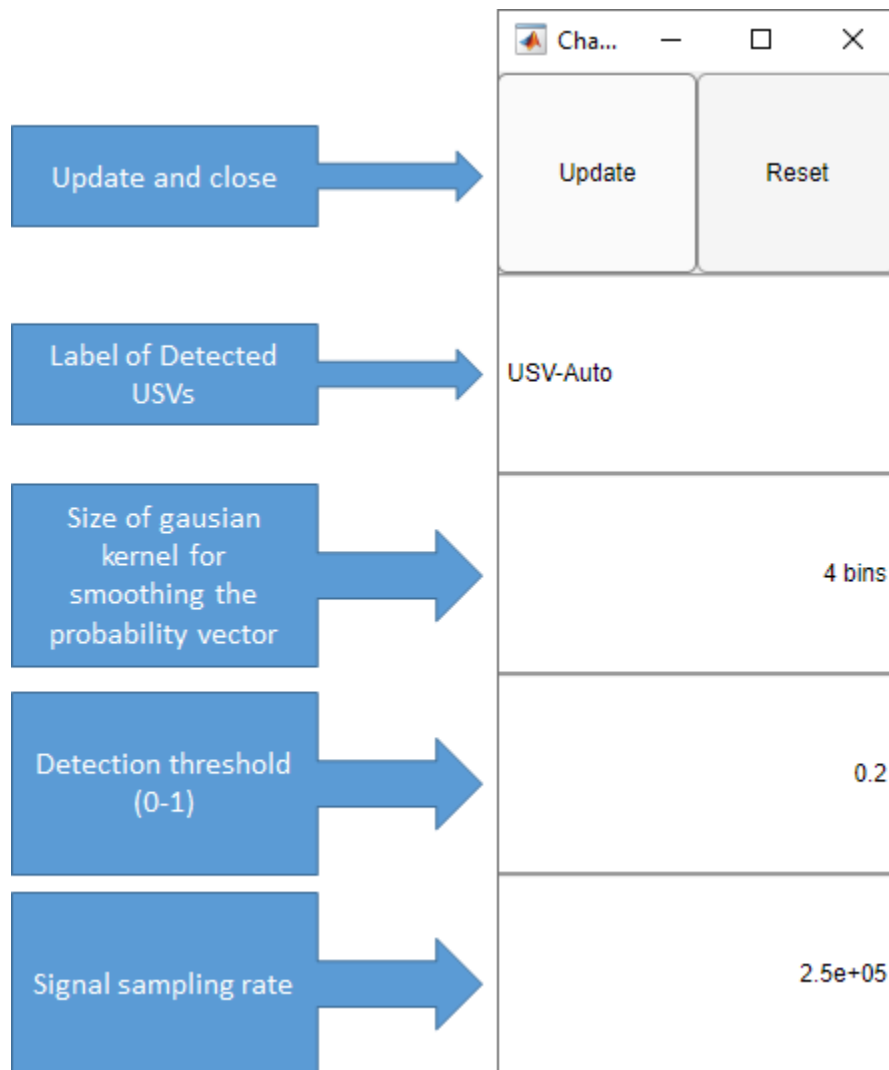 Cha...
Update and close
Update
Reset
Label of Detected
USVs
USV-Auto
Size of gausian
kernel for
smoothing the
probability vector
4 bins
Detection threshold
(0-1)
0.2
Signal sampling rate
2.5e+05